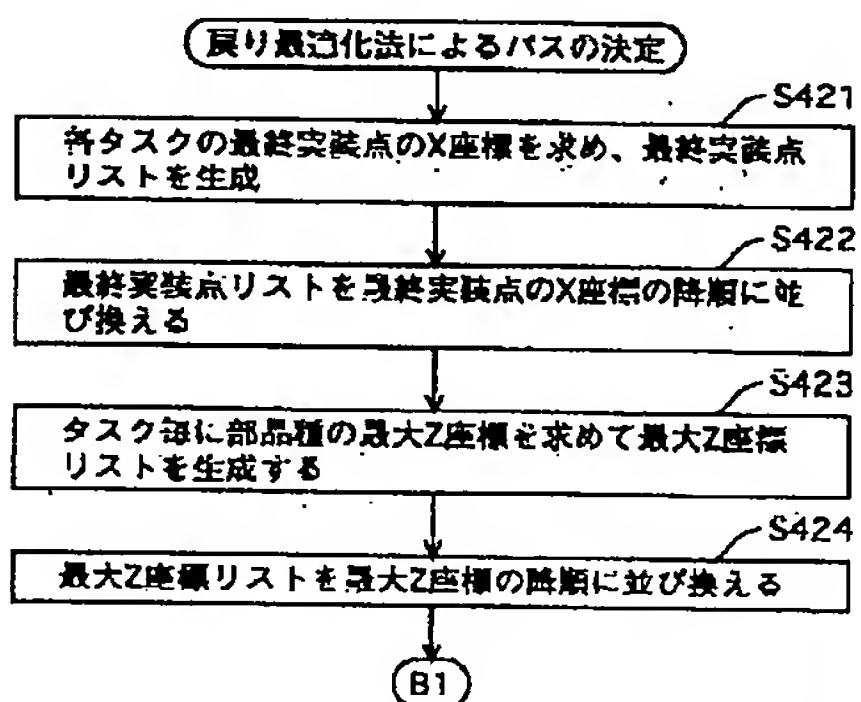 戻り最適化法によるパスの決定
S421
各タスクの最終実装点のX座標を求め、最終実装点
リストを生成
S422
最終実装点リストを最終実装点のX座標の降順に並
び換える
S423
タスク毎に部品種の最大Z座標を求めて最大Z座標
リストを生成する
S424
最大Z座標リストを最大Z座標の降順に並び換える
B1